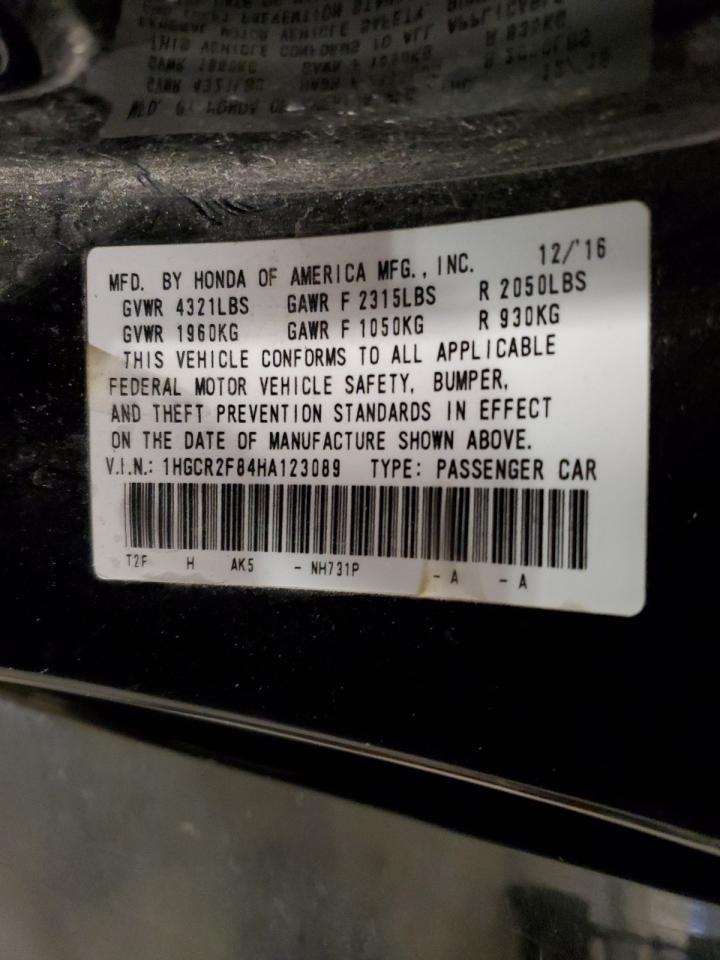 MFD. BY HONDA OF AMERICA MFG., INC. 12/'16
GVWR 4321LBS GAWR F 2315LBS R 2050LBS
GVWR 1960KG GAWR F 1050KG R 930KG
THIS VEHICLE CONFORMS TO ALL APPLICABLE
FEDERAL MOTOR VEHICLE SAFETY, BUMPER,
AND THEFT PREVENTION STANDARDS IN EFFECT
ON THE DATE OF MANUFACTURE SHOWN ABOVE.
V.I.N.: 1HGCR2F84HA123089 TYPE: PASSENGER CAR
T2F H AK5 - NH731P - A - A